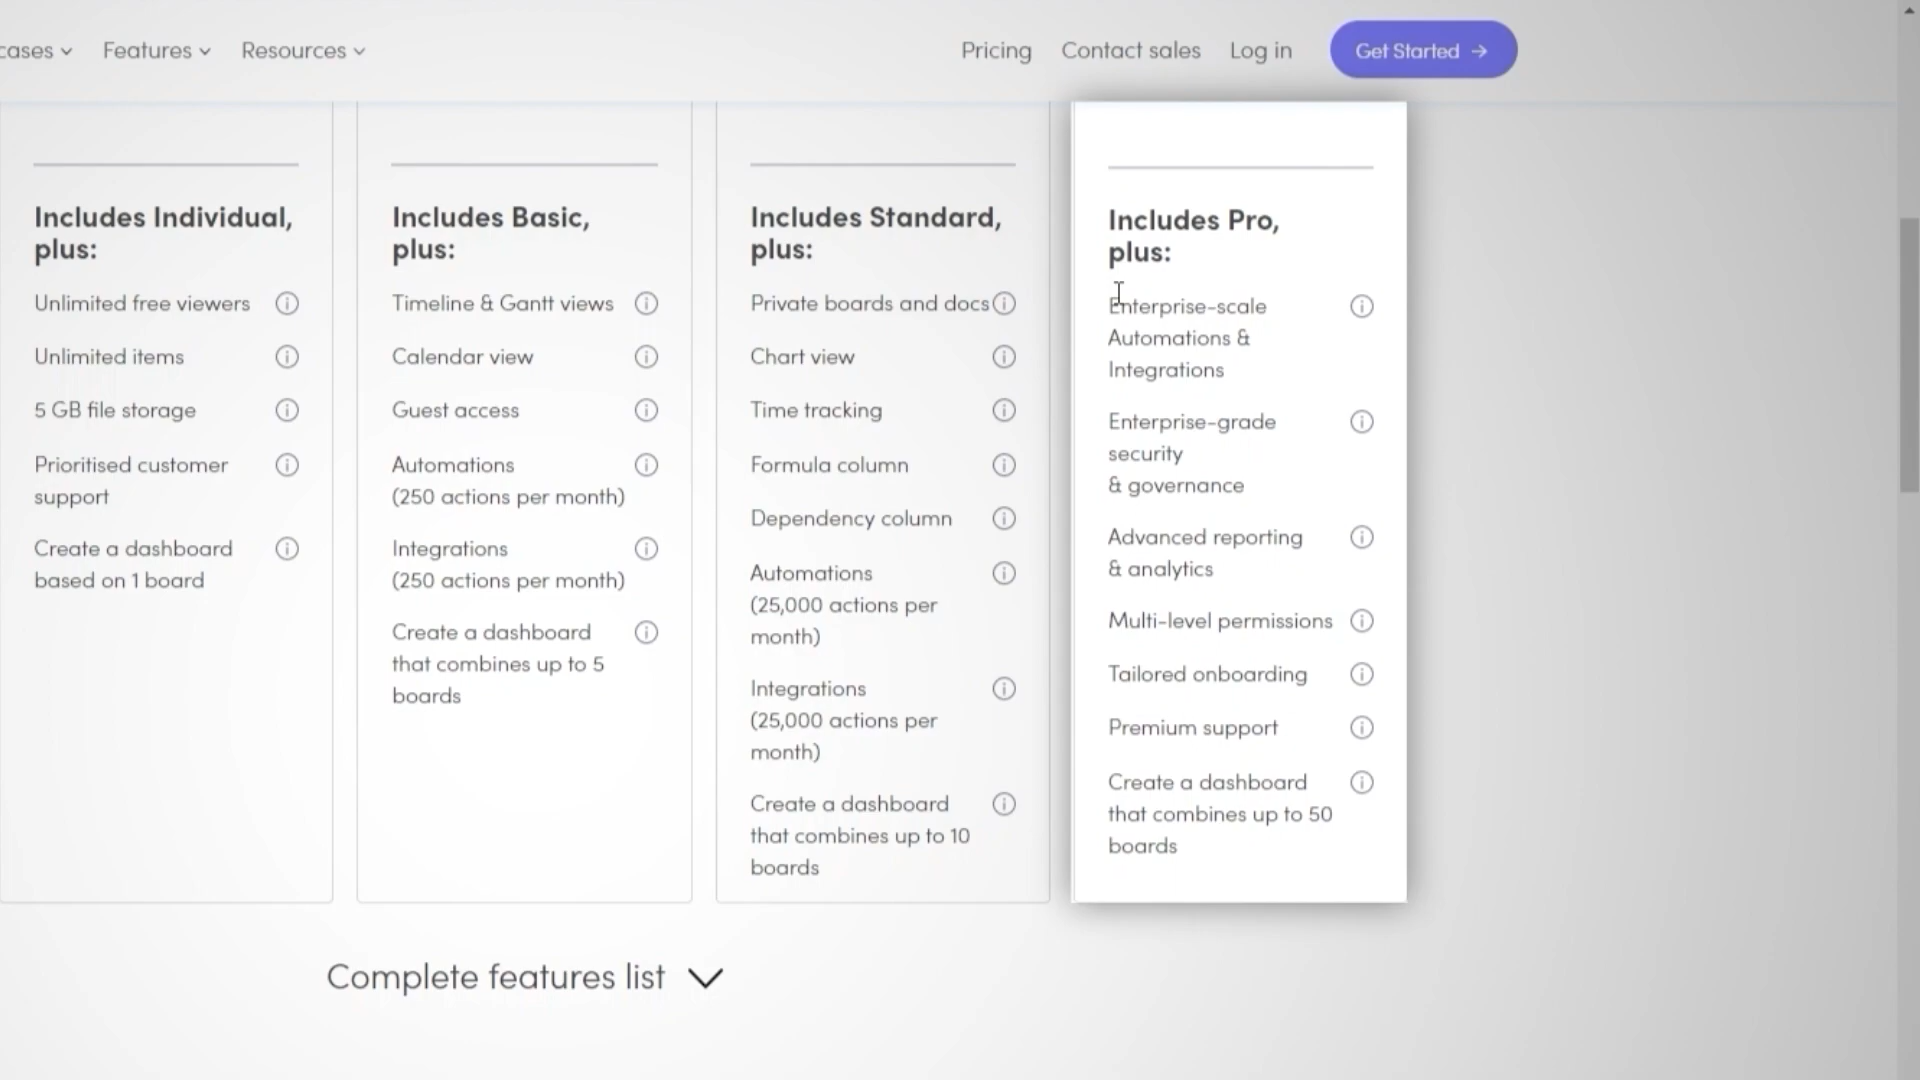 cases
Features
Resources
Pricing
Contact sales
Log in
Get Started →
Includes Individual,
plus:
Unlimited free viewers
Unlimited items
5 GB file storage
Prioritised customer
support
Create a dashboard
based on 1 board
Includes Basic,
plus:
Timeline & Gantt views
Calendar view
Guest access
Automations
(250 actions per month)
Integrations
(250 actions per month)
Create a dashboard
that combines up to 5
boards
Includes Standard,
plus:
Private boards and docs
Chart view
Time tracking
Formula column
Dependency column
Automations
(25,000 actions per
month)
Integrations
(25,000 actions per
month)
Create a dashboard
that combines up to 10
boards
Includes Pro,
plus:
Enterprise-scale
Automations &
Integrations
Enterprise-grade
security
& governance
Advanced reporting
& analytics
Multi-level permissions
Tailored onboarding
Premium support
Create a dashboard
that combines up to 50
boards
Complete features list